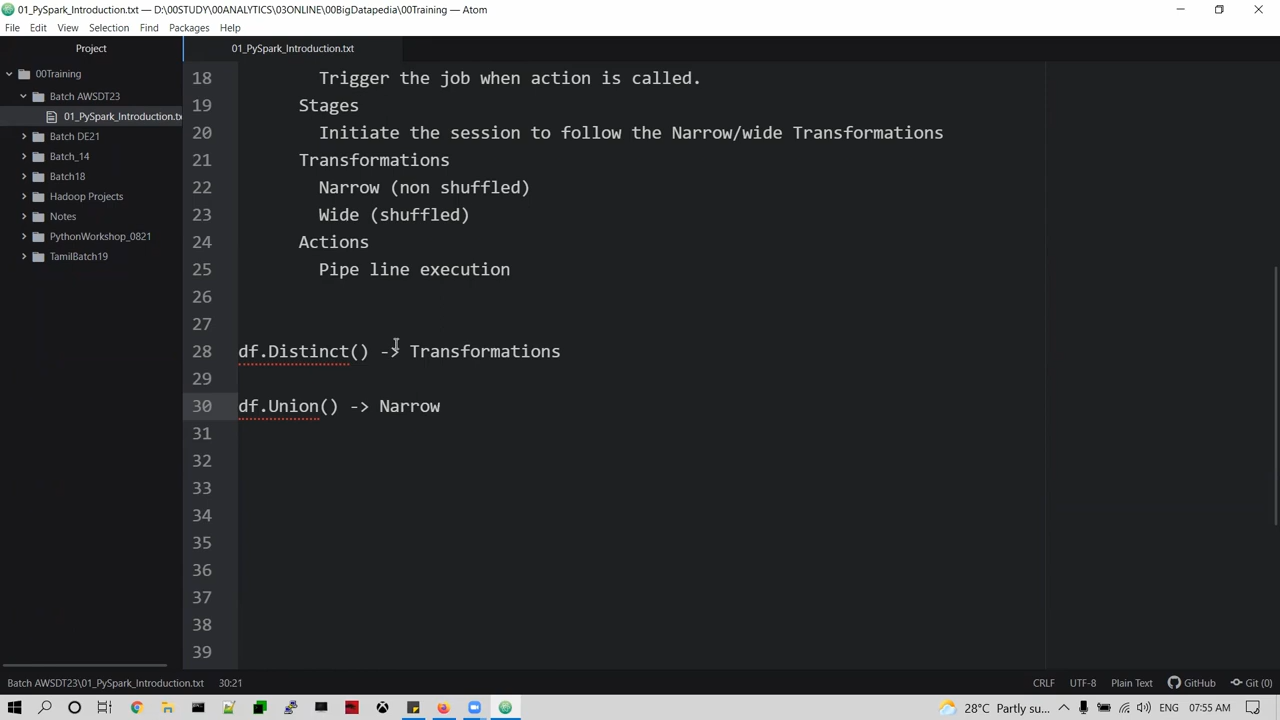 01_PySpark_Introduction.txt — D:\00STUDY\00ANALYTICS\03ONLINE\00BigDatapedia\00Training — Atom
File Edit View Selection Find Packages Help
Project
01_PySpark_Introduction.txt
00Training
Batch AWSDT23
01_PySpark_Introduction.tx
Batch DE21
Batch_14
Batch18
Hadoop Projects
Notes
PythonWorkshop_0821
TamilBatch19
18 Trigger the job when action is called.
19 Stages
20 Initiate the session to follow the Narrow/wide Transformations
21 Transformations
22 Narrow (non shuffled)
23 Wide (shuffled)
24 Actions
25 Pipe line execution
26
27
28 df.Distinct() -> Transformations
29
30 df.Union() -> Narrow
31
32
33
34
35
36
37
38
39
Batch AWSDT23\01_PySpark_Introduction.txt 30:21 CRLF UTF-8 Plain Text GitHub Git (0)
28°C Partly su... ENG 07:55 AM